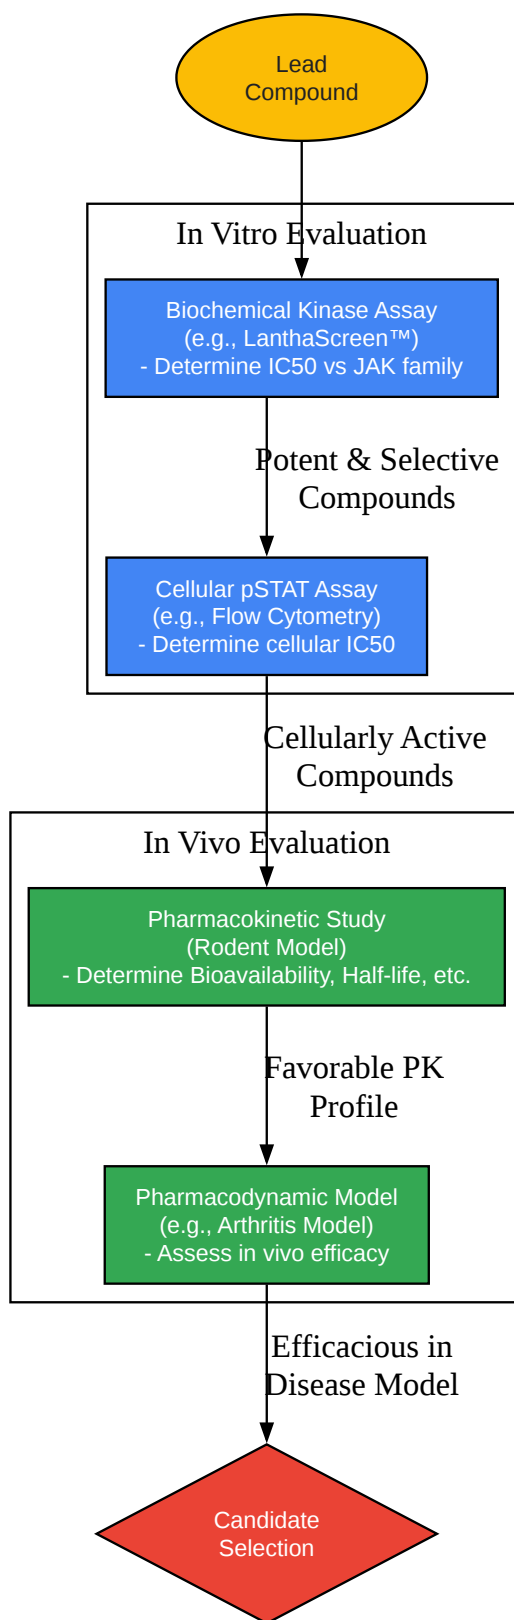 Lead
Compound
In Vitro Evaluation
Biochemical Kinase Assay
(e.g., LanthaScreen™)
- Determine IC50 vs JAK family
Potent & Selective
Compounds
Cellular pSTAT Assay
(e.g., Flow Cytometry)
- Determine cellular IC50
Cellularly Active
Compounds
In Vivo Evaluation
Pharmacokinetic Study
(Rodent Model)
- Determine Bioavailability, Half-life, etc.
Favorable PK
Profile
Pharmacodynamic Model
(e.g., Arthritis Model)
- Assess in vivo efficacy
Efficacious in
Disease Model
Candidate
Selection